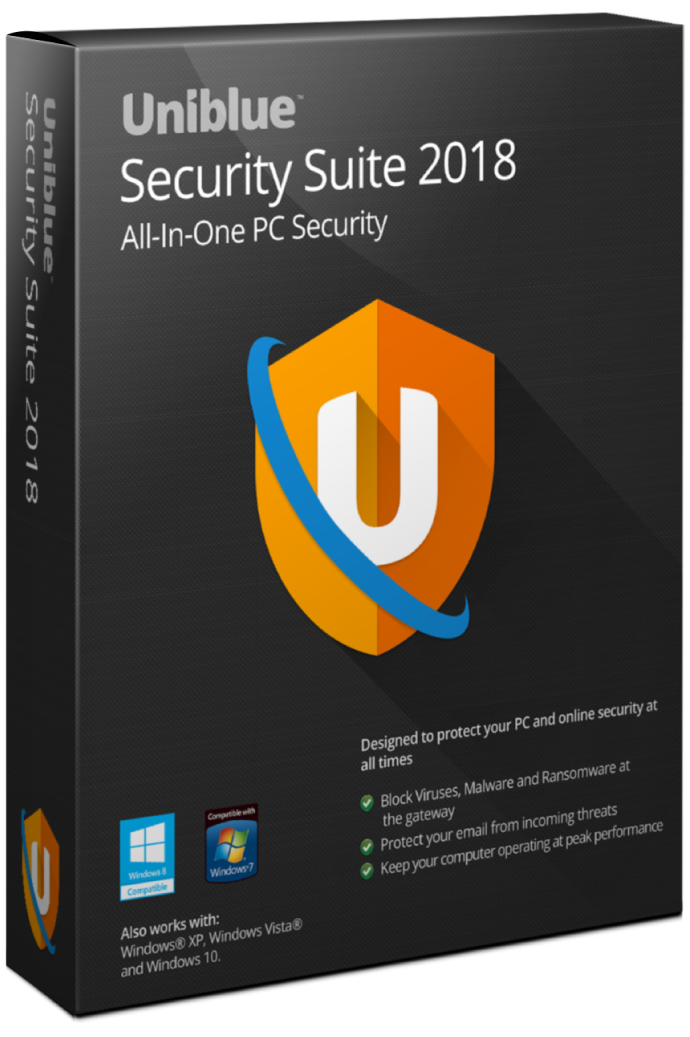 Uniblue™
Security Suite 2018
All-In-One PC Security
Uniblue™
Security Suite 2018
U
Designed to protect your PC and online security at
all times
Block Viruses, Malware and Ransomware at
the gateway
Protect your email from incoming threats
Keep your computer operating at peak performance
Windows 8
Compatible
Compatible with
Windows 7
Also works with:
Windows® XP, Windows Vista®
and Windows 10.
U